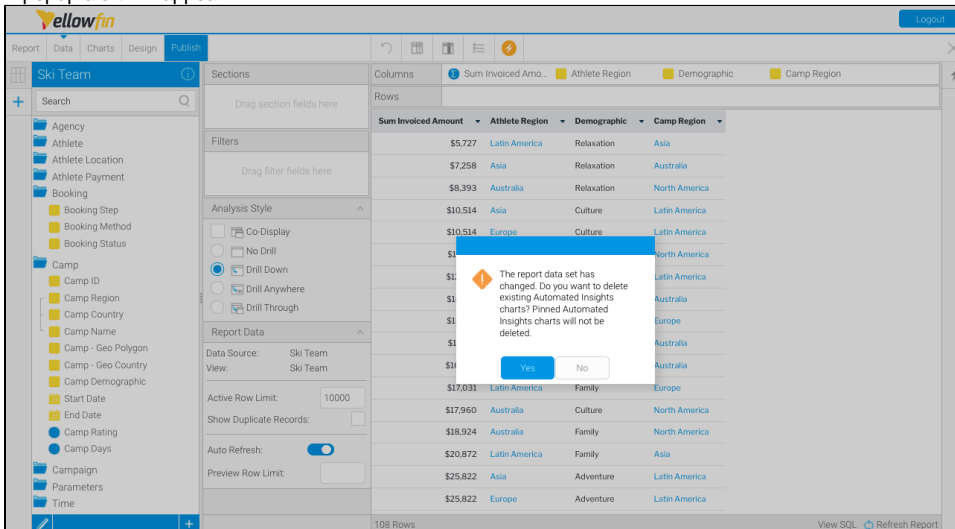 Yellowfin
Logout
Report Data Charts Design Publish
Ski Team
Search
Agency
Athlete
Athlete Location
Athlete Payment
Booking
Booking Step
Booking Method
Booking Status
Camp
Camp ID
Camp Region
Camp Country
Camp Name
Camp - Geo Polygon
Camp - Geo Country
Camp Demographic
Start Date
End Date
Camp Rating
Camp Days
Campaign
Parameters
Time
Sections
Drag section fields here
Filters
Drag filter fields here
Analysis Style
Co-Display
No Drill
Drill Down
Drill Anywhere
Drill Through
Report Data
Data Source: Ski Team
View: Ski Team
Active Row Limit: 10000
Show Duplicate Records:
Auto Refresh:
Preview Row Limit:
Columns Sum Invoiced Amo... Athlete Region Demographic Camp Region
Rows
Sum Invoiced Amount Athlete Region Demographic Camp Region
$5,727 Latin America Relaxation Asia
$7,258 Asia Relaxation Australia
$8,393 Australia Relaxation North America
$10,514 Asia Culture Latin America
$10,514 Europe Culture Latin America
North America
Latin America
Australia
Europe
Australia
Australia
$17,031 Latin America Family Europe
$17,960 Australia Culture North America
$18,924 Australia Family North America
$20,872 Latin America Family Asia
$25,822 Asia Adventure Latin America
$25,822 Europe Adventure Latin America
108 Rows View SQL Refresh Report
The report data set has
changed. Do you want to delete
existing Automated Insights
charts? Pinned Automated
Insights charts will not be
deleted.
Yes No